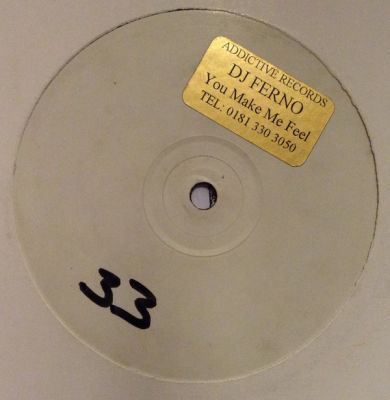 ADDICTIVE RECORDS
DJ FERNO
You Make Me Feel
TEL: 0181 330 3050
33